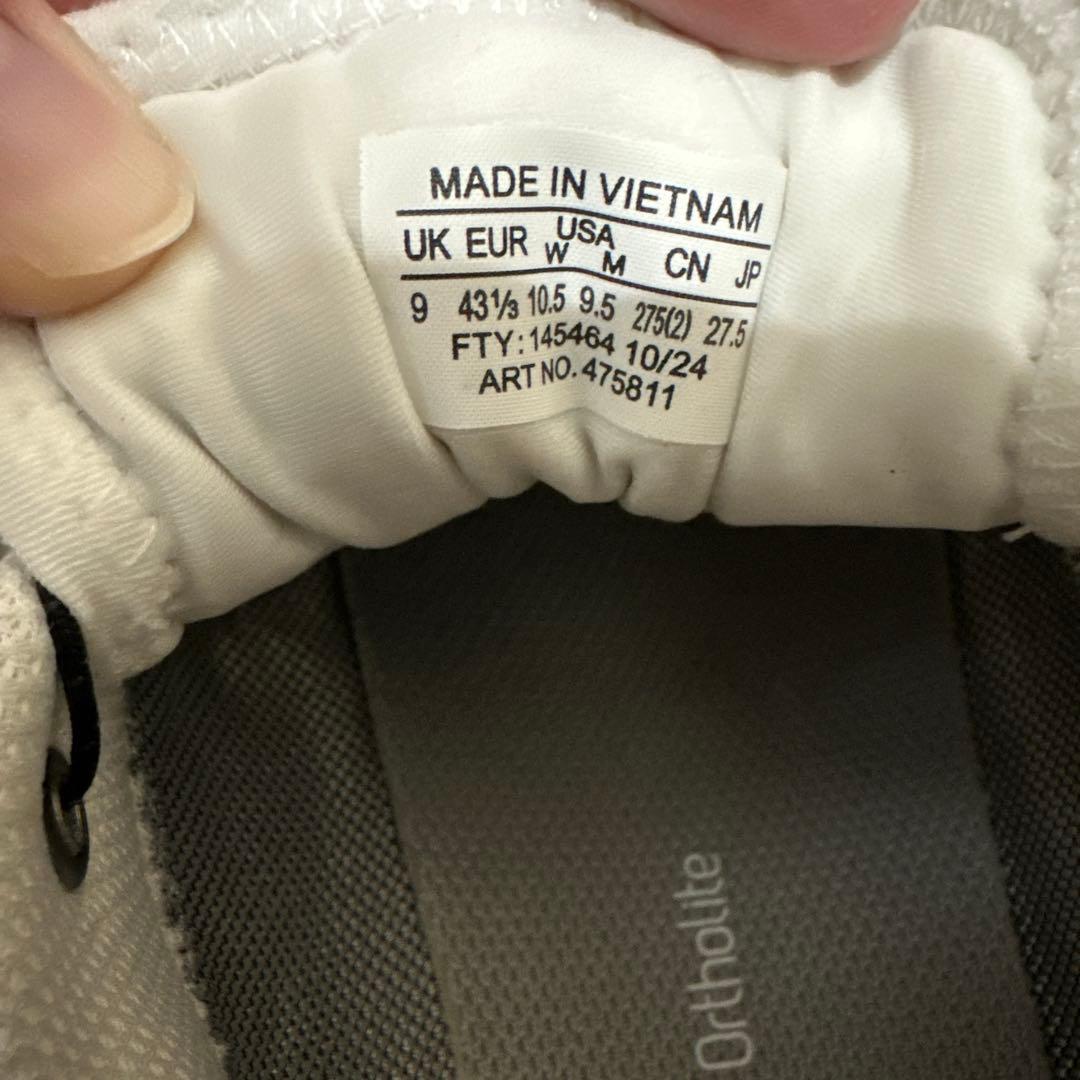 MADE IN VIETNAM
UK EUR USA W M CN JP
9 43⅓ 10.5 9.5 275(2) 27.5
FTY:145464 10/24
ART NO.475811
Ortholite